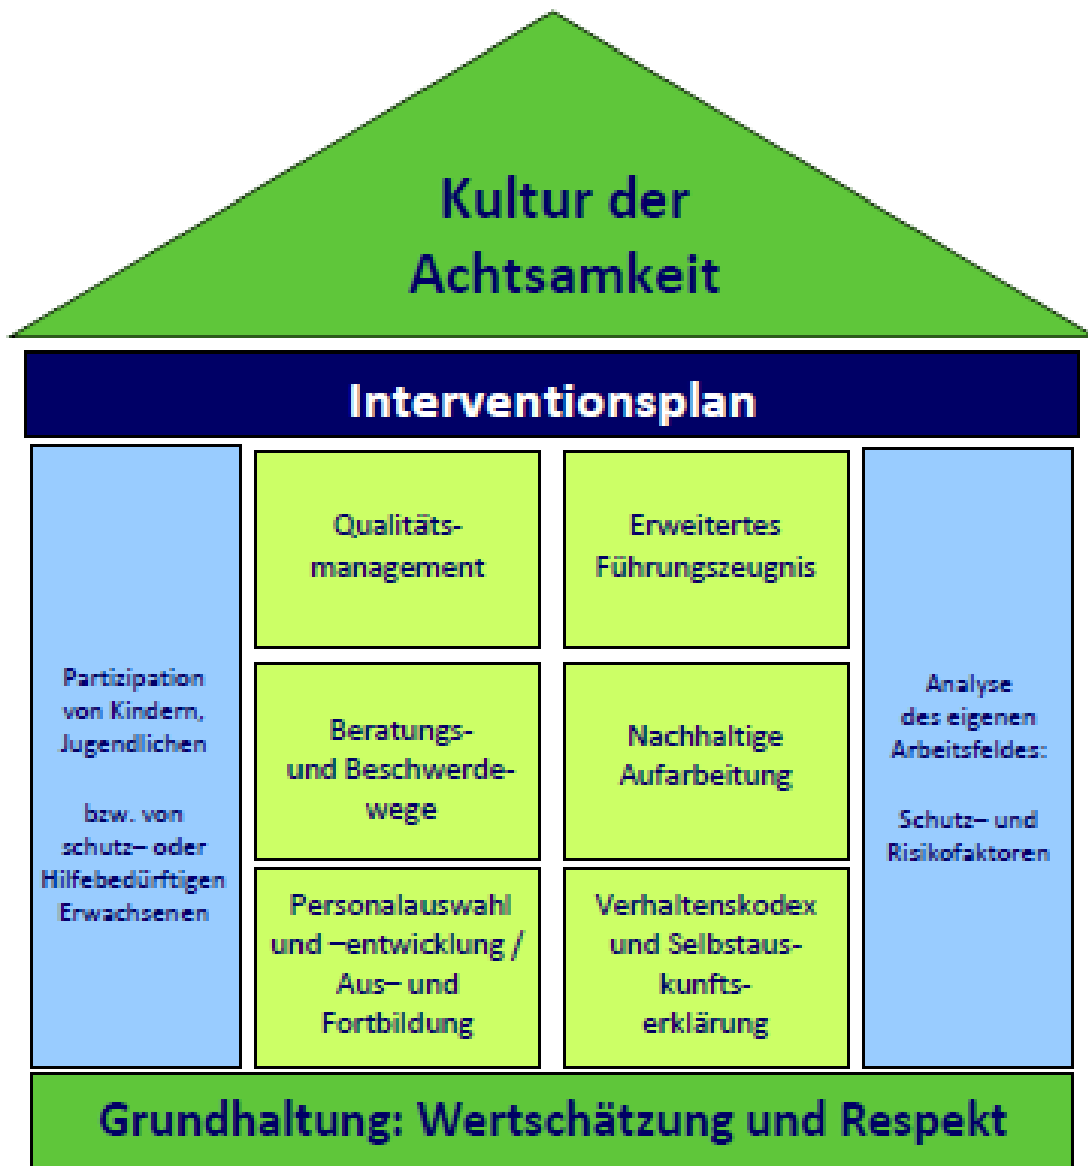 Kultur der
Achtsamkeit
Interventionsplan
Partizipation
von Kindern,
Jugendlichen
bzw. von
schutz– oder
Hilfebedürftigen
Erwachsenen
Qualitäts-
management
Erweitertes
Führungszeugnis
Beratungs-
und Beschwerde-
wege
Nachhaltige
Aufarbeitung
Personalauswahl
und –entwicklung /
Aus– und
Fortbildung
Verhaltenskodex
und Selbstaus-
kunfts-
erklärung
Analyse
des eigenen
Arbeitsfeldes:
Schutz– und
Risikofaktoren
Grundhaltung: Wertschätzung und Respekt